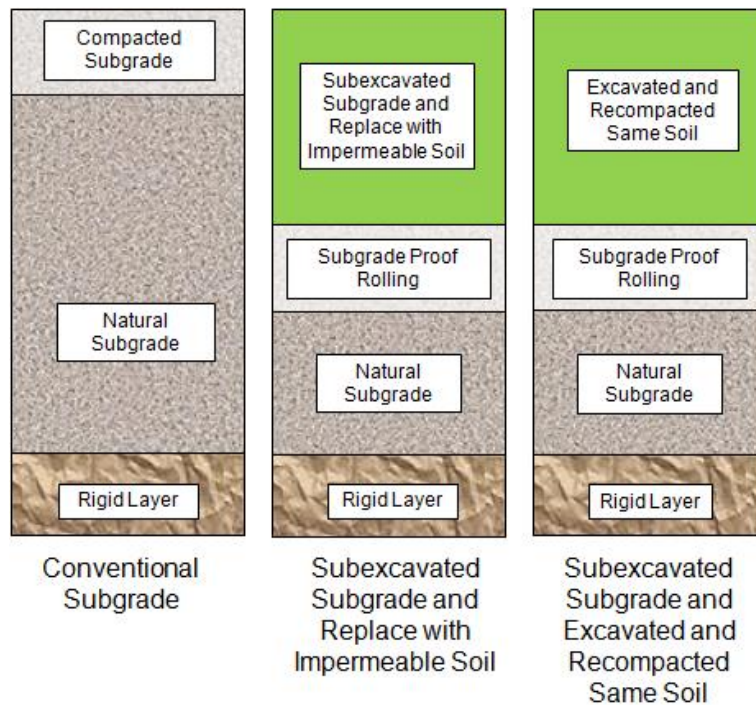 Compacted
Subgrade
Natural
Subgrade
Rigid Layer
Conventional
Subgrade
Subexcavated
Subgrade and
Replace with
Impermeable Soil
Subgrade Proof
Rolling
Natural
Subgrade
Rigid Layer
Subexcavated
Subgrade and
Replace with
Impermeable Soil
Excavated and
Recompacted
Same Soil
Subgrade Proof
Rolling
Natural
Subgrade
Rigid Layer
Subexcavated
Subgrade and
Excavated and
Recompacted
Same Soil